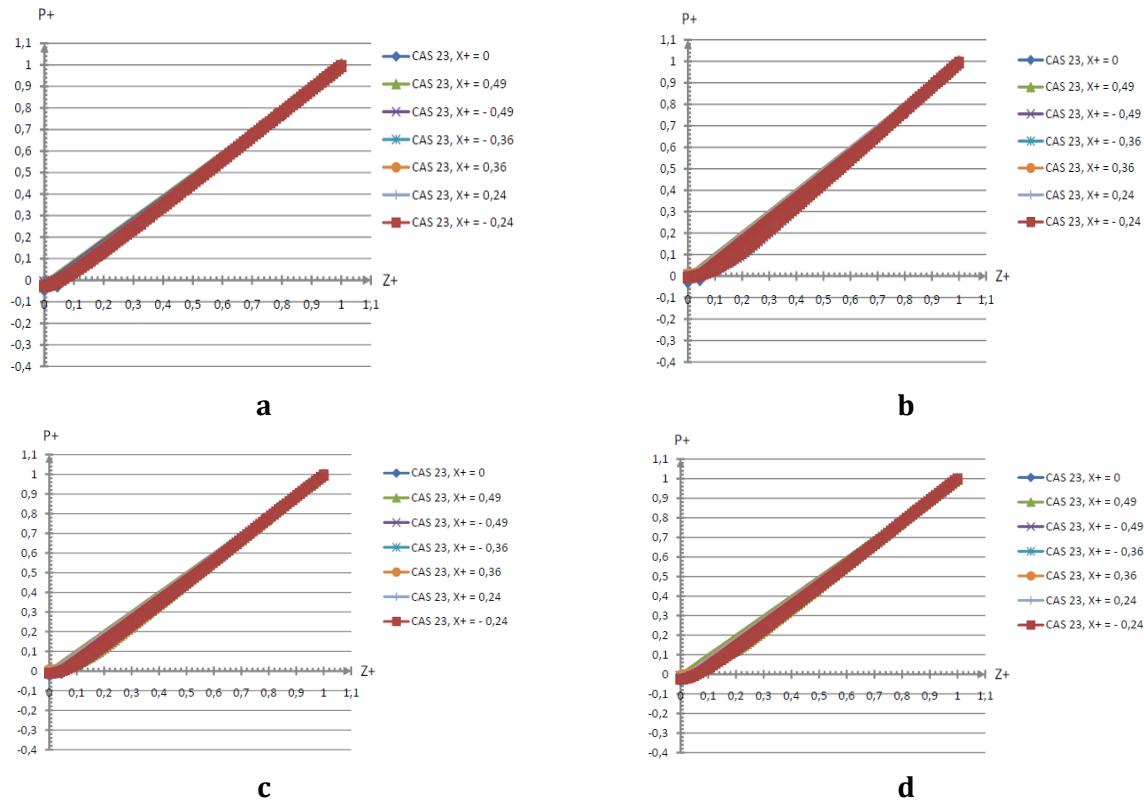 P+
1,1
1
0,9
0,8
0,7
0,6
0,5
0,4
0,3
0,2
0,1
0
-0,1
-0,2
-0,3
-0,4
0 0,1 0,2 0,3 0,4 0,5 0,6 0,7 0,8 0,9 1 1,1
Z+
CAS 23, X+ = 0
CAS 23, X+ = 0,49
CAS 23, X+ = - 0,49
CAS 23, X+ = - 0,36
CAS 23, X+ = 0,36
CAS 23, X+ = 0,24
CAS 23, X+ = - 0,24
a
P+
1,1
1
0,9
0,8
0,7
0,6
0,5
0,4
0,3
0,2
0,1
0
-0,1
-0,2
-0,3
-0,4
0 0,1 0,2 0,3 0,4 0,5 0,6 0,7 0,8 0,9 1 1,1
Z+
CAS 23, X+ = 0
CAS 23, X+ = 0,49
CAS 23, X+ = - 0,49
CAS 23, X+ = - 0,36
CAS 23, X+ = 0,36
CAS 23, X+ = 0,24
CAS 23, X+ = - 0,24
b
P+
1,1
1
0,9
0,8
0,7
0,6
0,5
0,4
0,3
0,2
0,1
0
-0,1
-0,2
-0,3
-0,4
0 0,1 0,2 0,3 0,4 0,5 0,6 0,7 0,8 0,9 1 1,1
Z+
CAS 23, X+ = 0
CAS 23, X+ = 0,49
CAS 23, X+ = - 0,49
CAS 23, X+ = - 0,36
CAS 23, X+ = 0,36
CAS 23, X+ = 0,24
CAS 23, X+ = - 0,24
c
P+
1,1
1
0,9
0,8
0,7
0,6
0,5
0,4
0,3
0,2
0,1
0
-0,1
-0,2
-0,3
-0,4
0 0,1 0,2 0,3 0,4 0,5 0,6 0,7 0,8 0,9 1 1,1
Z+
CAS 23, X+ = 0
CAS 23, X+ = 0,49
CAS 23, X+ = - 0,49
CAS 23, X+ = - 0,36
CAS 23, X+ = 0,36
CAS 23, X+ = 0,24
CAS 23, X+ = - 0,24
d